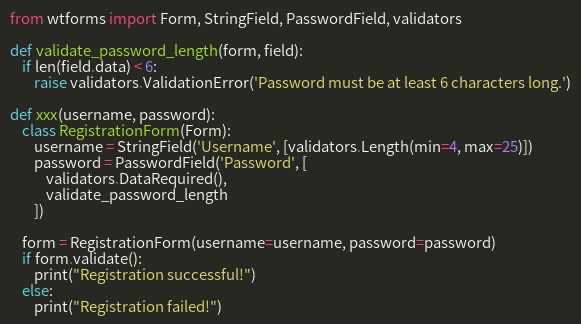 from wtforms import Form, StringField, PasswordField, validators

def validate_password_length(form, field):
    if len(field.data) < 6:
        raise validators.ValidationError('Password must be at least 6 characters long.')

def xxx(username, password):
    class RegistrationForm(Form):
        username = StringField('Username', [validators.Length(min=4, max=25)])
        password = PasswordField('Password', [
            validators.DataRequired(),
            validate_password_length
        ])

    form = RegistrationForm(username=username, password=password)
    if form.validate():
        print("Registration successful!")
    else:
        print("Registration failed!")